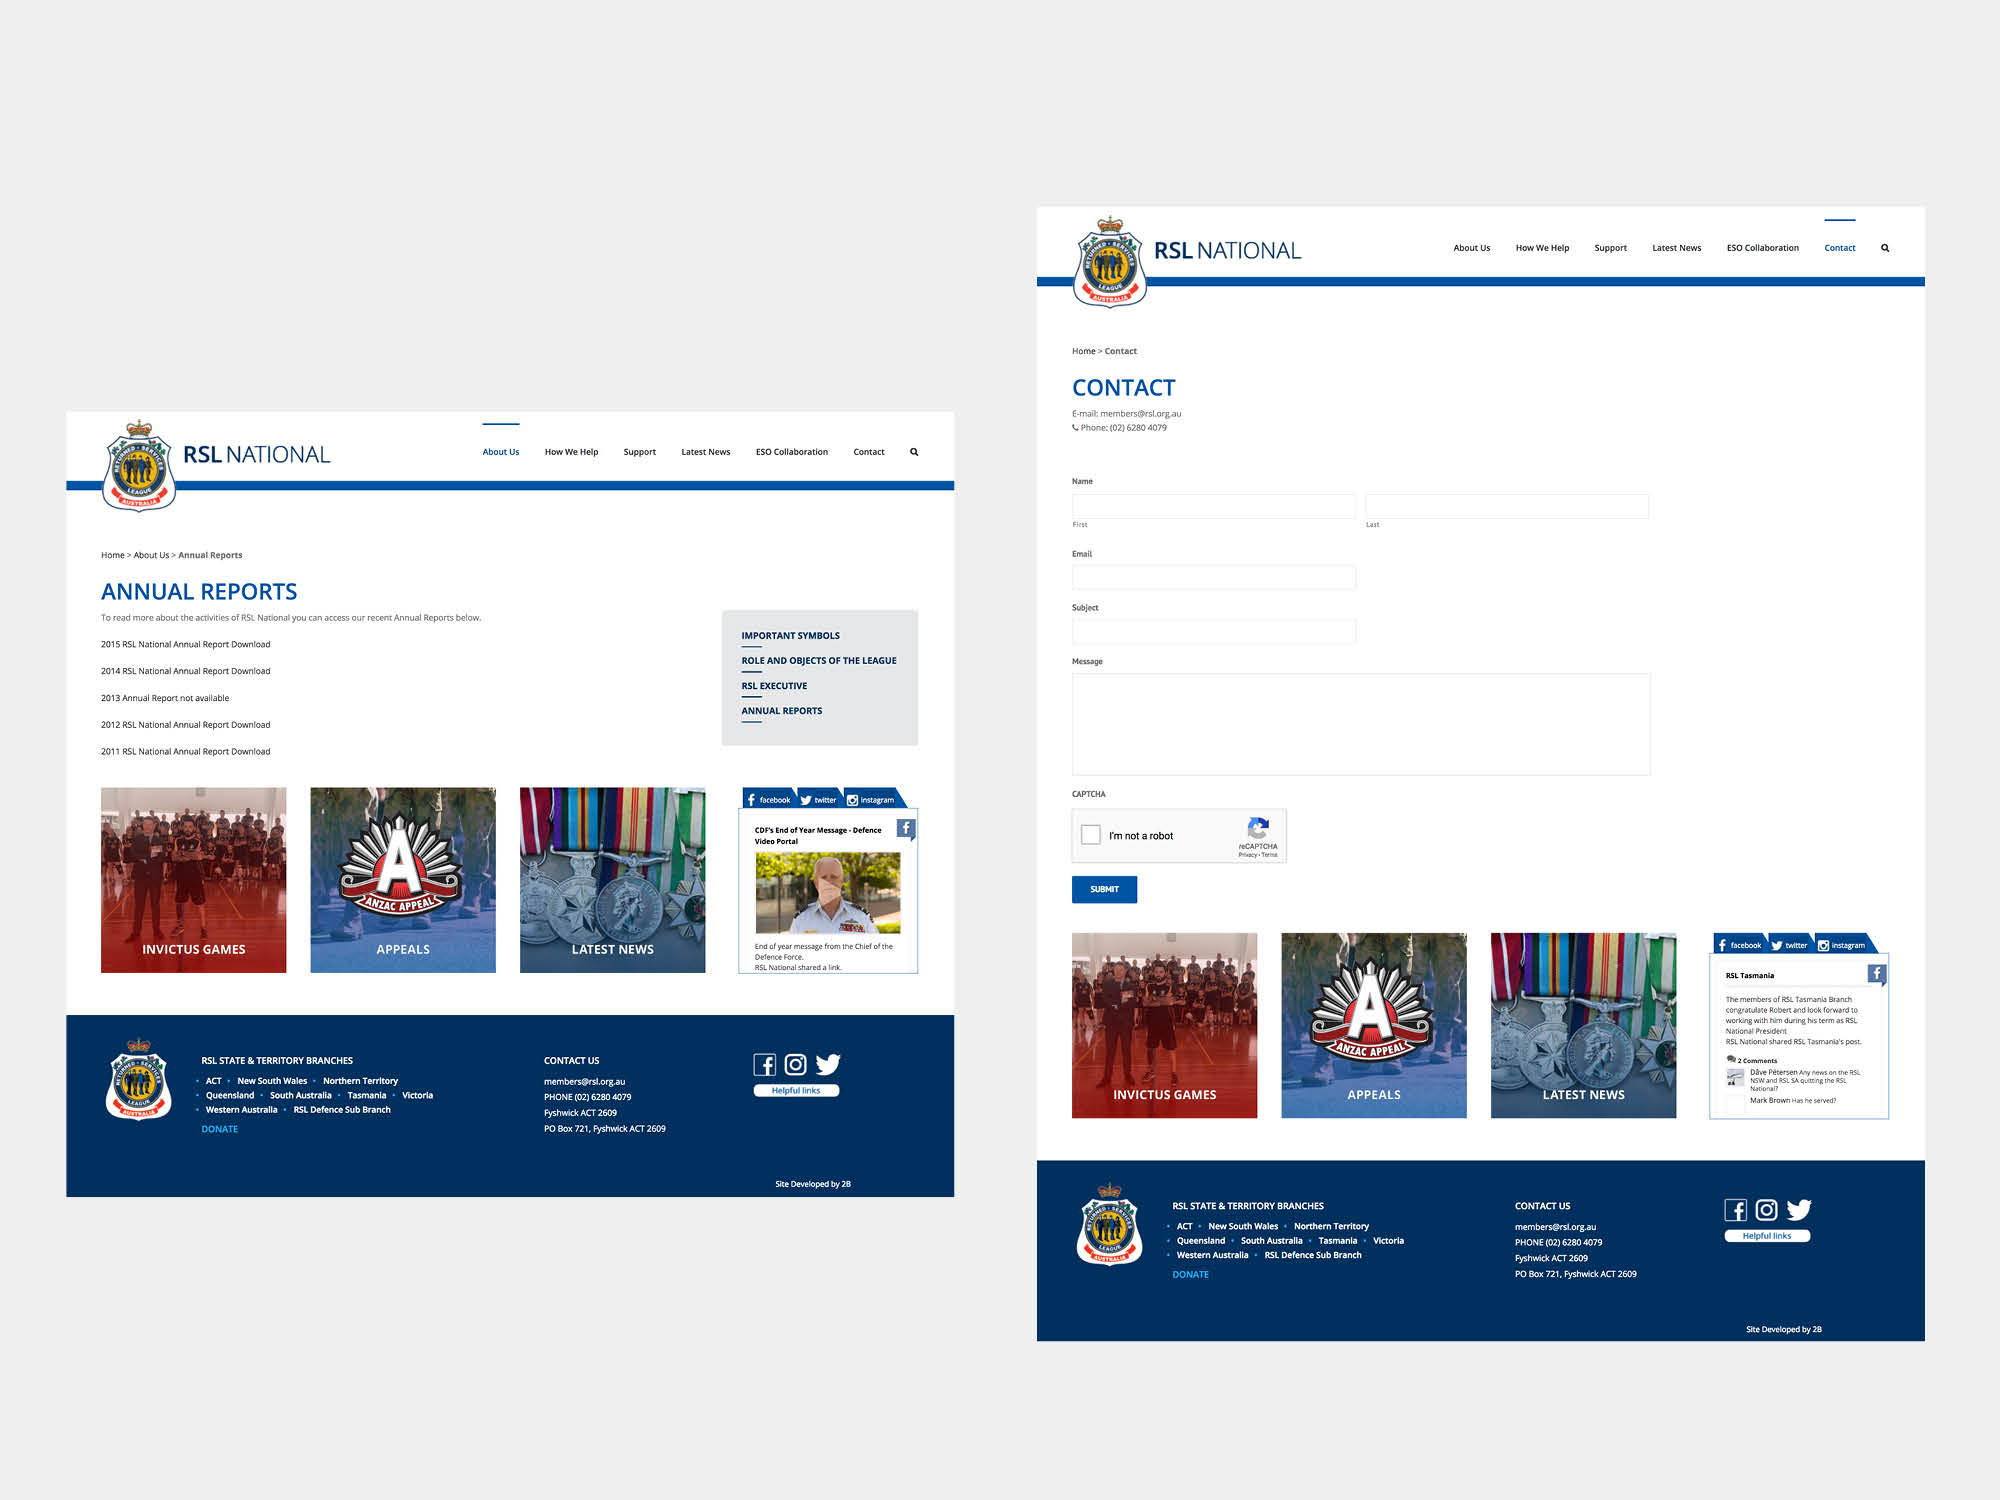 RETURNED · SERVICES
LEAGUE
AUSTRALIA
RSL NATIONAL
About Us
How We Help
Support
Latest News
ESO Collaboration
Contact
Home > About Us > Annual Reports
ANNUAL REPORTS
To read more about the activities of RSL National you can access our recent Annual Reports below.
2015 RSL National Annual Report Download
2014 RSL National Annual Report Download
2013 Annual Report not available
2012 RSL National Annual Report Download
2011 RSL National Annual Report Download
IMPORTANT SYMBOLS
ROLE AND OBJECTS OF THE LEAGUE
RSL EXECUTIVE
ANNUAL REPORTS
INVICTUS GAMES
A
ANZAC APPEAL
APPEALS
LATEST NEWS
facebook
twitter
instagram
CDF's End of Year Message - Defence
Video Portal
End of year message from the Chief of the
Defence Force.
RSL National shared a link.
RETURNED · SERVICES
LEAGUE
AUSTRALIA
RSL STATE & TERRITORY BRANCHES
• ACT • New South Wales • Northern Territory
• Queensland • South Australia • Tasmania • Victoria
• Western Australia • RSL Defence Sub Branch
DONATE
CONTACT US
members@rsl.org.au
PHONE (02) 6280 4079
Fyshwick ACT 2609
PO Box 721, Fyshwick ACT 2609
Helpful links
Site Developed by 2B
RETURNED · SERVICES
LEAGUE
AUSTRALIA
RSL NATIONAL
About Us
How We Help
Support
Latest News
ESO Collaboration
Contact
Home > Contact
CONTACT
E-mail: members@rsl.org.au
Phone: (02) 6280 4079
Name
First
Last
Email
Subject
Message
CAPTCHA
I'm not a robot
reCAPTCHA
Privacy - Terms
SUBMIT
INVICTUS GAMES
A
ANZAC APPEAL
APPEALS
LATEST NEWS
facebook
twitter
instagram
RSL Tasmania
The members of RSL Tasmania Branch
congratulate Robert and look forward to
working with him during his term as RSL
National President
RSL National shared RSL Tasmania's post.
2 Comments
Dâve Pétersen Any news on the RSL
NSW and RSL SA quitting the RSL
National?
Mark Brown Has he served?
RETURNED · SERVICES
LEAGUE
AUSTRALIA
RSL STATE & TERRITORY BRANCHES
• ACT • New South Wales • Northern Territory
• Queensland • South Australia • Tasmania • Victoria
• Western Australia • RSL Defence Sub Branch
DONATE
CONTACT US
members@rsl.org.au
PHONE (02) 6280 4079
Fyshwick ACT 2609
PO Box 721, Fyshwick ACT 2609
Helpful links
Site Developed by 2B